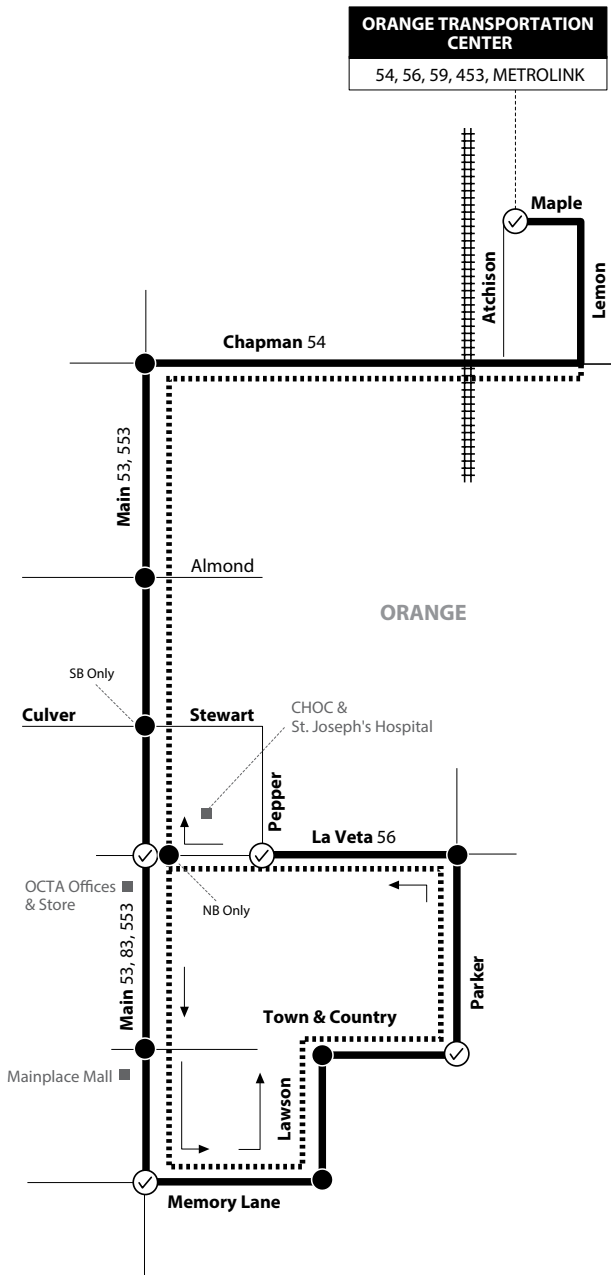 ORANGE TRANSPORTATION
CENTER
54, 56, 59, 453, METROLINK
Maple
Atchison
Lemon
Chapman 54
Main 53, 553
Almond
ORANGE
SB Only
Culver
Stewart
CHOC &
St. Joseph's Hospital
Pepper
La Veta 56
OCTA Offices
& Store
NB Only
Main 53, 83, 553
Parker
Town & Country
Mainplace Mall
Lawson
Memory Lane